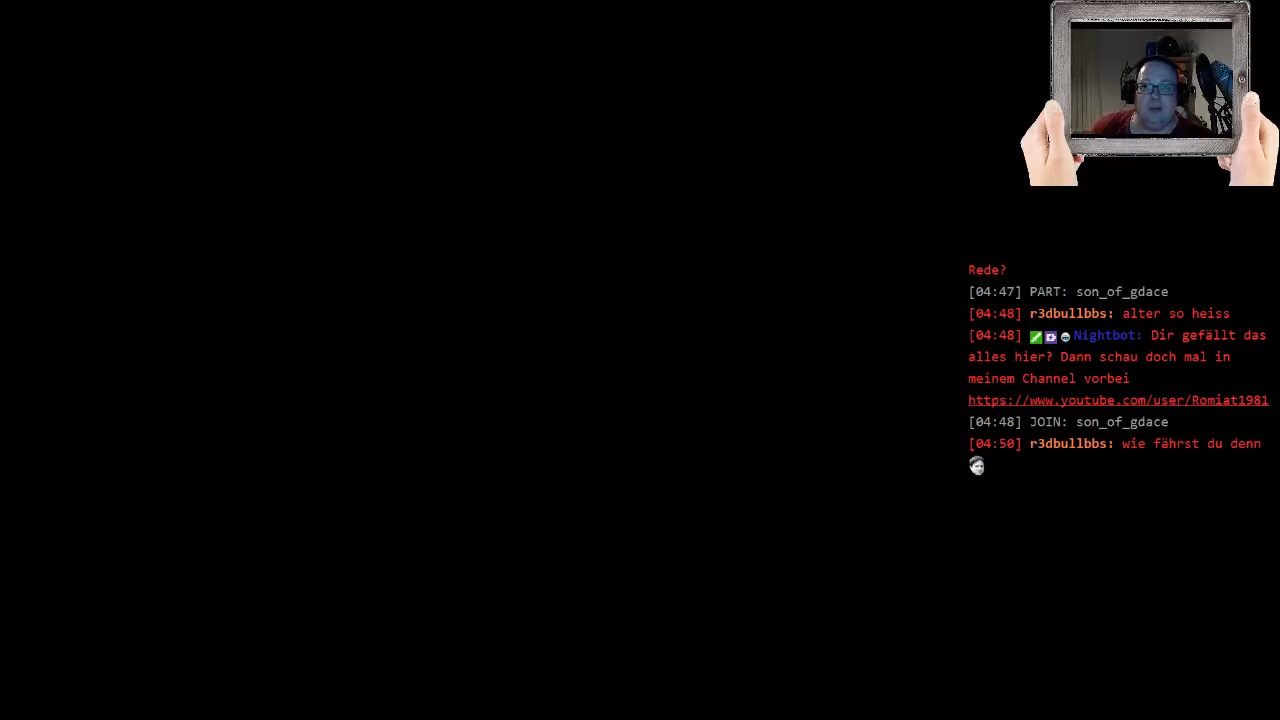 Rede?
[04:47] PART: son_of_gdace
[04:48] r3dbullbbs: alter so heiss
[04:48] Nightbot: Dir gefällt das
alles hier? Dann schau doch mal in
meinem Channel vorbei
https://www.youtube.com/user/Romiat1981
[04:48] JOIN: son_of_gdace
[04:50] r3dbullbbs: wie fährst du denn